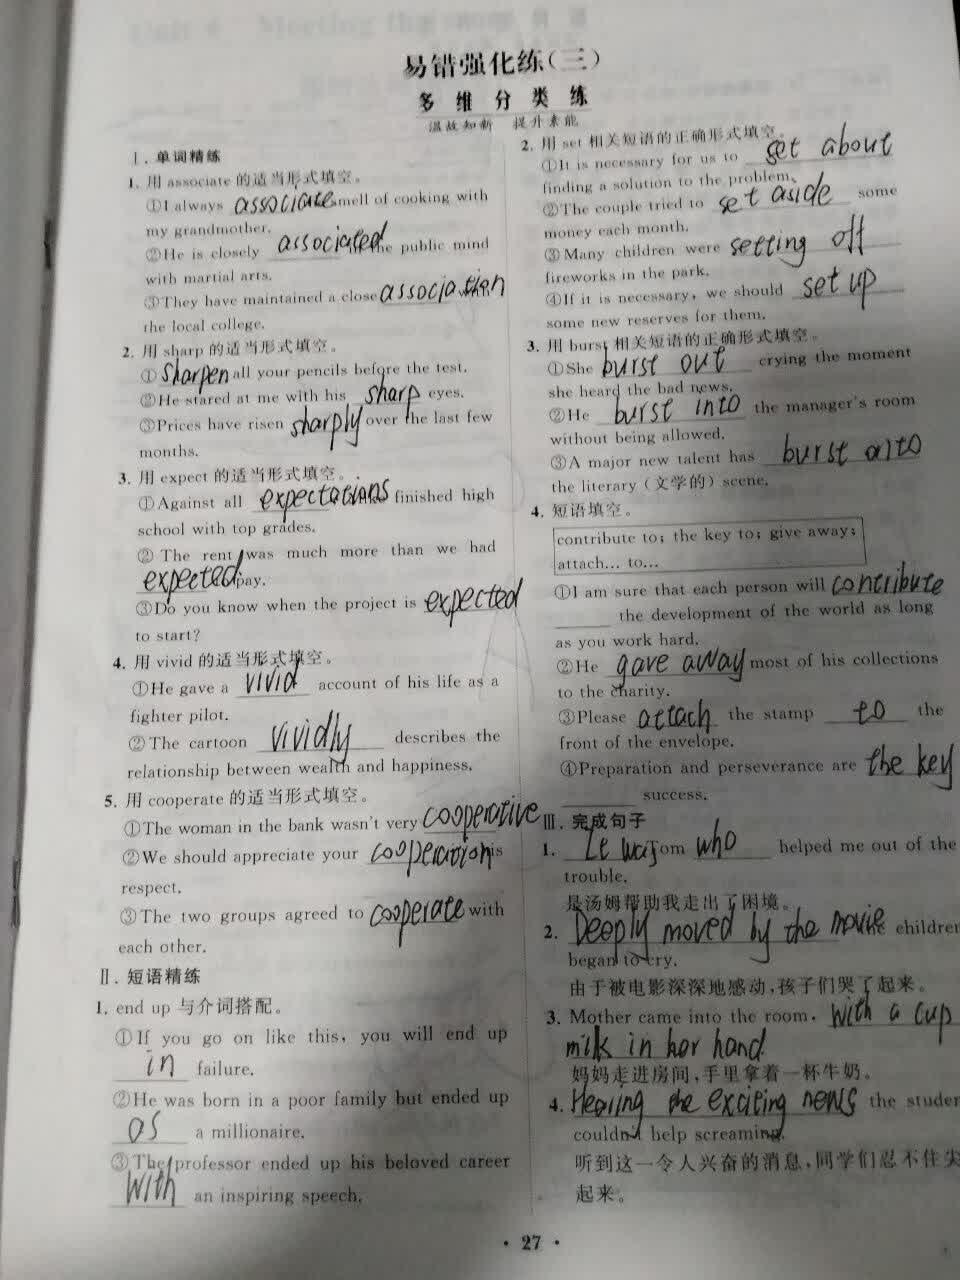 易错强化练(三)
多维分类练
温故知新 提升素能
Ⅰ.单词精练
1. 用 associate 的适当形式填空。
①I always associate smell of cooking with
my grandmother.
②He is closely associated the public mind
with martial arts.
③They have maintained a close association
the local college.
2. 用 sharp 的适当形式填空。
①Sharpen all your pencils before the test.
②He stared at me with his sharp eyes.
③Prices have risen sharply over the last few
months.
3. 用 expect 的适当形式填空。
①Against all expectations finished high
school with top grades.
② The rent was much more than we had
expected pay.
③Do you know when the project is expected
to start?
4. 用 vivid 的适当形式填空。
①He gave a vivid account of his life as a
fighter pilot.
②The cartoon vividly describes the
relationship between wealth and happiness.
5. 用 cooperate 的适当形式填空。
①The woman in the bank wasn't very cooperative
②We should appreciate your cooperation is
respect.
③The two groups agreed to cooperate with
each other.
Ⅱ.短语精练
1. end up 与介词搭配。
①If you go on like this, you will end up
in failure.
②He was born in a poor family but ended up
as a millionaire.
③The professor ended up his beloved career
With an inspiring speech.
2. 用 set 相关短语的正确形式填空。
①It is necessary for us to set about
finding a solution to the problem.
②The couple tried to set aside some
money each month.
③Many children were setting off
fireworks in the park.
④If it is necessary, we should set up
some new reserves for them.
3. 用 burst 相关短语的正确形式填空。
①She burst out crying the moment
she heard the bad news.
②He burst into the manager's room
without being allowed.
③A major new talent has burst
the literary (文学的) scene.
4. 短语填空。
contribute to; the key to; give away;
attach... to...
①I am sure that each person will contribute
the development of the world as long
as you work hard.
②He gave away most of his collections
to the charity.
③Please attach the stamp to the
front of the envelope.
④Preparation and perseverance are the key
success.
Ⅲ.完成句子
1. Tom who helped me out of the
trouble.
是汤姆帮助我走出了困境。
2. Deeply moved by the movie children
began to cry.
由于被电影深深地感动,孩子们哭了起来。
3. Mother came into the room, with a cup
milk in her hand.
妈妈走进房间,手里拿着一杯牛奶。
4. the exciting news the studen
couldn't help screaming.
听到这一令人兴奋的消息,同学们忍不住尖
起来。
• 27 •